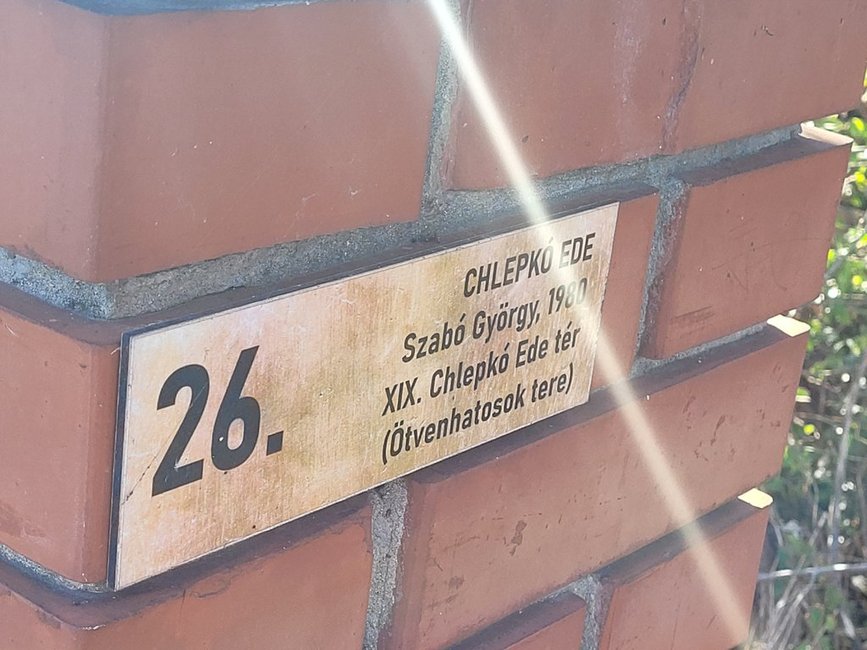 26.
CHLEPKÓ EDE
Szabó György, 1980
XIX. Chlepkó Ede tér
(Ötvenhatosok tere)